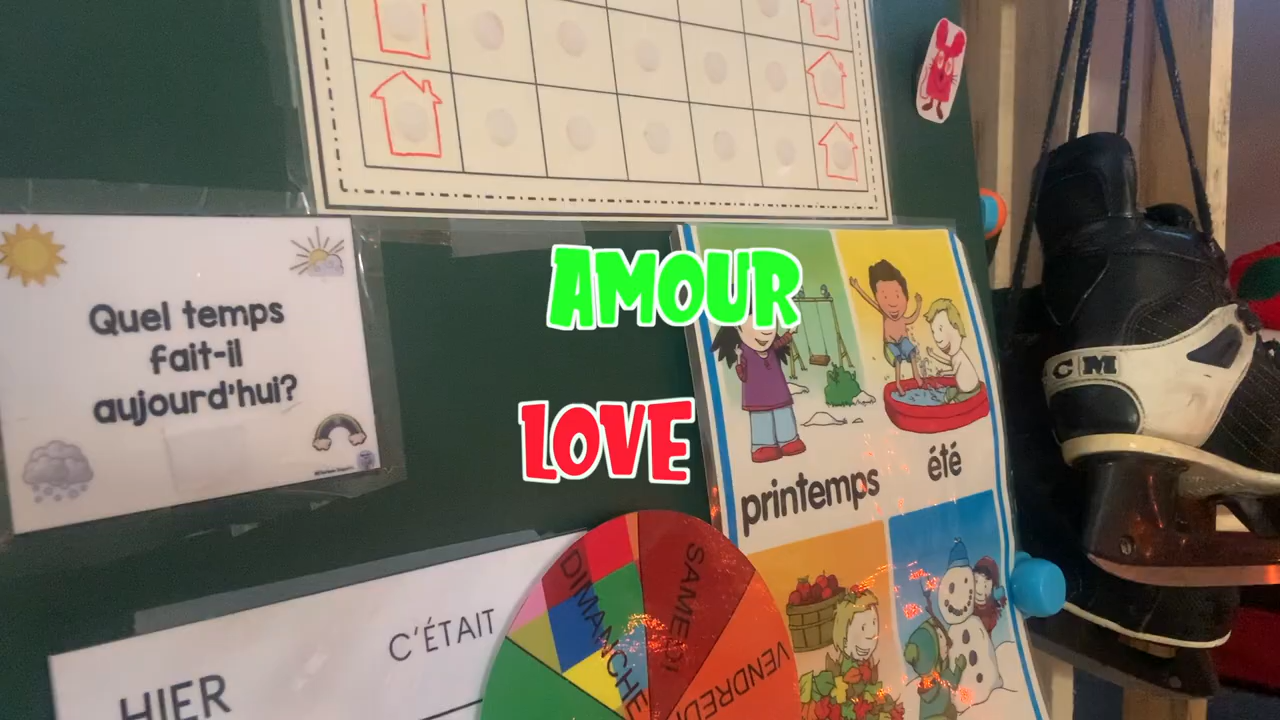 AMOUR
LOVE
Quel temps
fait-il
aujourd'hui?
printemps
été
CCM
C'ÉTAIT
HIER
DIMANCHE
SAMEDI
VENDREDI